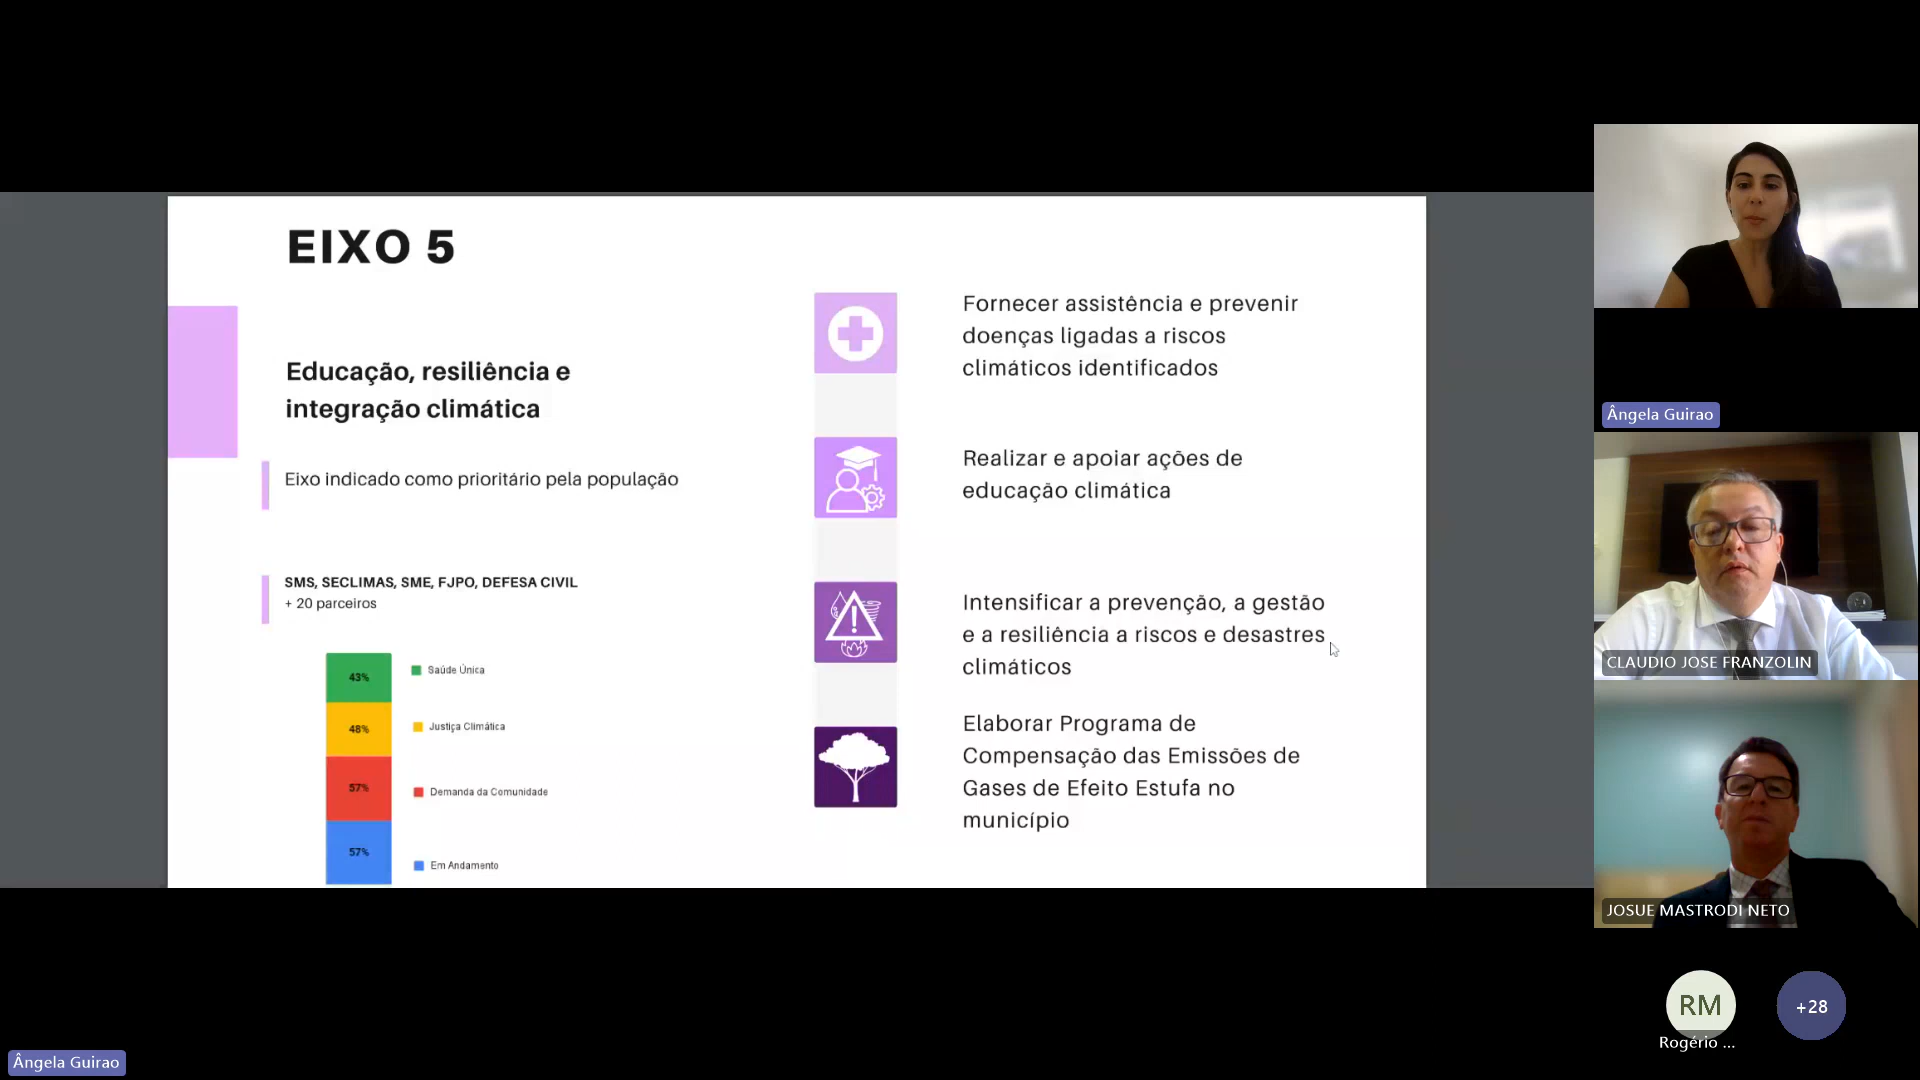 EIXO 5
Educação, resiliência e
integração climática
Eixo indicado como prioritário pela população
SMS, SECLIMAS, SME, FJPO, DEFESA CIVIL
+ 20 parceiros
43%
Saúde Única
48%
Justiça Climática
57%
Demanda da Comunidade
57%
Em Andamento
Fornecer assistência e prevenir
doenças ligadas a riscos
climáticos identificados
Realizar e apoiar ações de
educação climática
Intensificar a prevenção, a gestão
e a resiliência a riscos e desastres
climáticos
Elaborar Programa de
Compensação das Emissões de
Gases de Efeito Estufa no
município
Ângela Guirao
CLAUDIO JOSE FRANZOLIN
JOSUE MASTRODI NETO
RM
Rogério ...
+28
Ângela Guirao